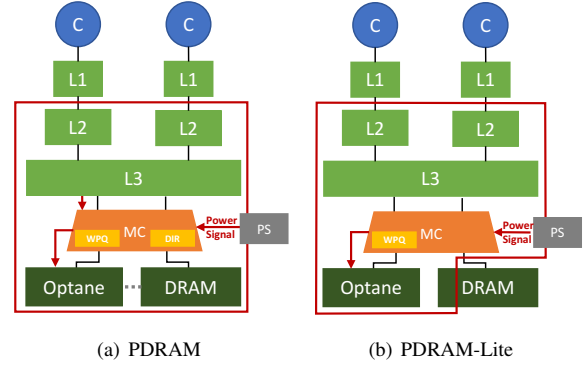 C C
L1 L1
L2 L2
L3
Power
Signal
PS
WPQ MC DIR
Optane DRAM
(a) PDRAM
C C
L1 L1
L2 L2
L3
Power
Signal
PS
WPQ MC
Optane DRAM
(b) PDRAM-Lite